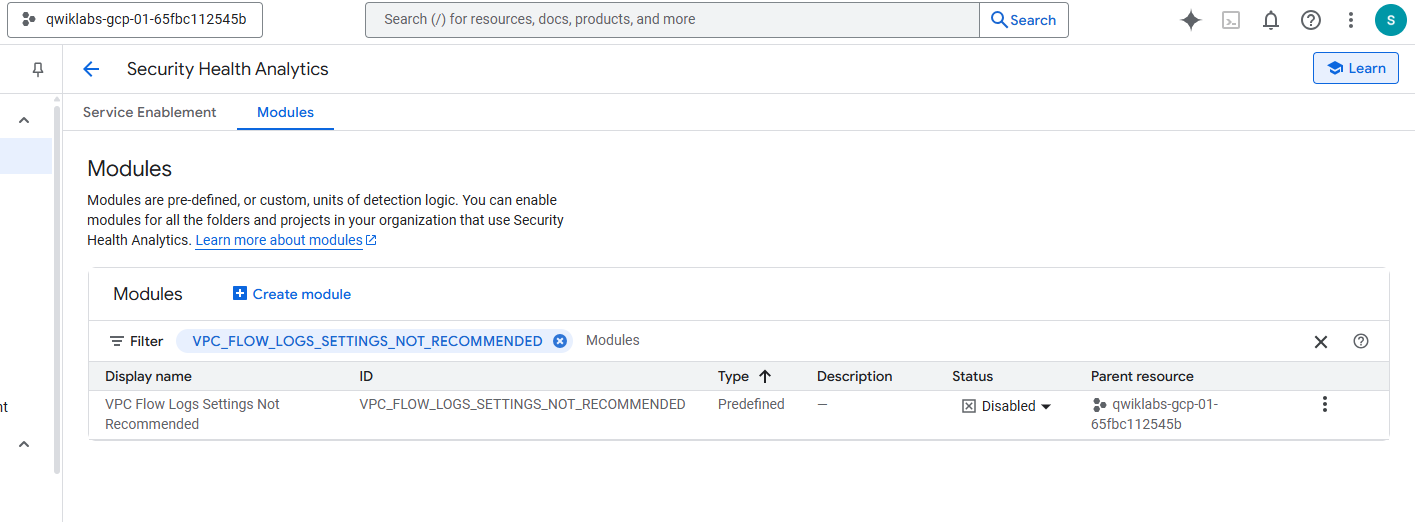 qwiklabs-gcp-01-65fbc112545b
Search (/) for resources, docs, products, and more
Search
S
Security Health Analytics
Learn
Service Enablement
Modules
Modules
Modules are pre-defined, or custom, units of detection logic. You can enable
modules for all the folders and projects in your organization that use Security
Health Analytics. Learn more about modules
Modules
Create module
Filter
VPC_FLOW_LOGS_SETTINGS_NOT_RECOMMENDED
Modules
Display name
ID
Type
Description
Status
Parent resource
VPC Flow Logs Settings Not
Recommended
VPC_FLOW_LOGS_SETTINGS_NOT_RECOMMENDED
Predefined
—
Disabled
qwiklabs-gcp-01-
65fbc112545b
nt